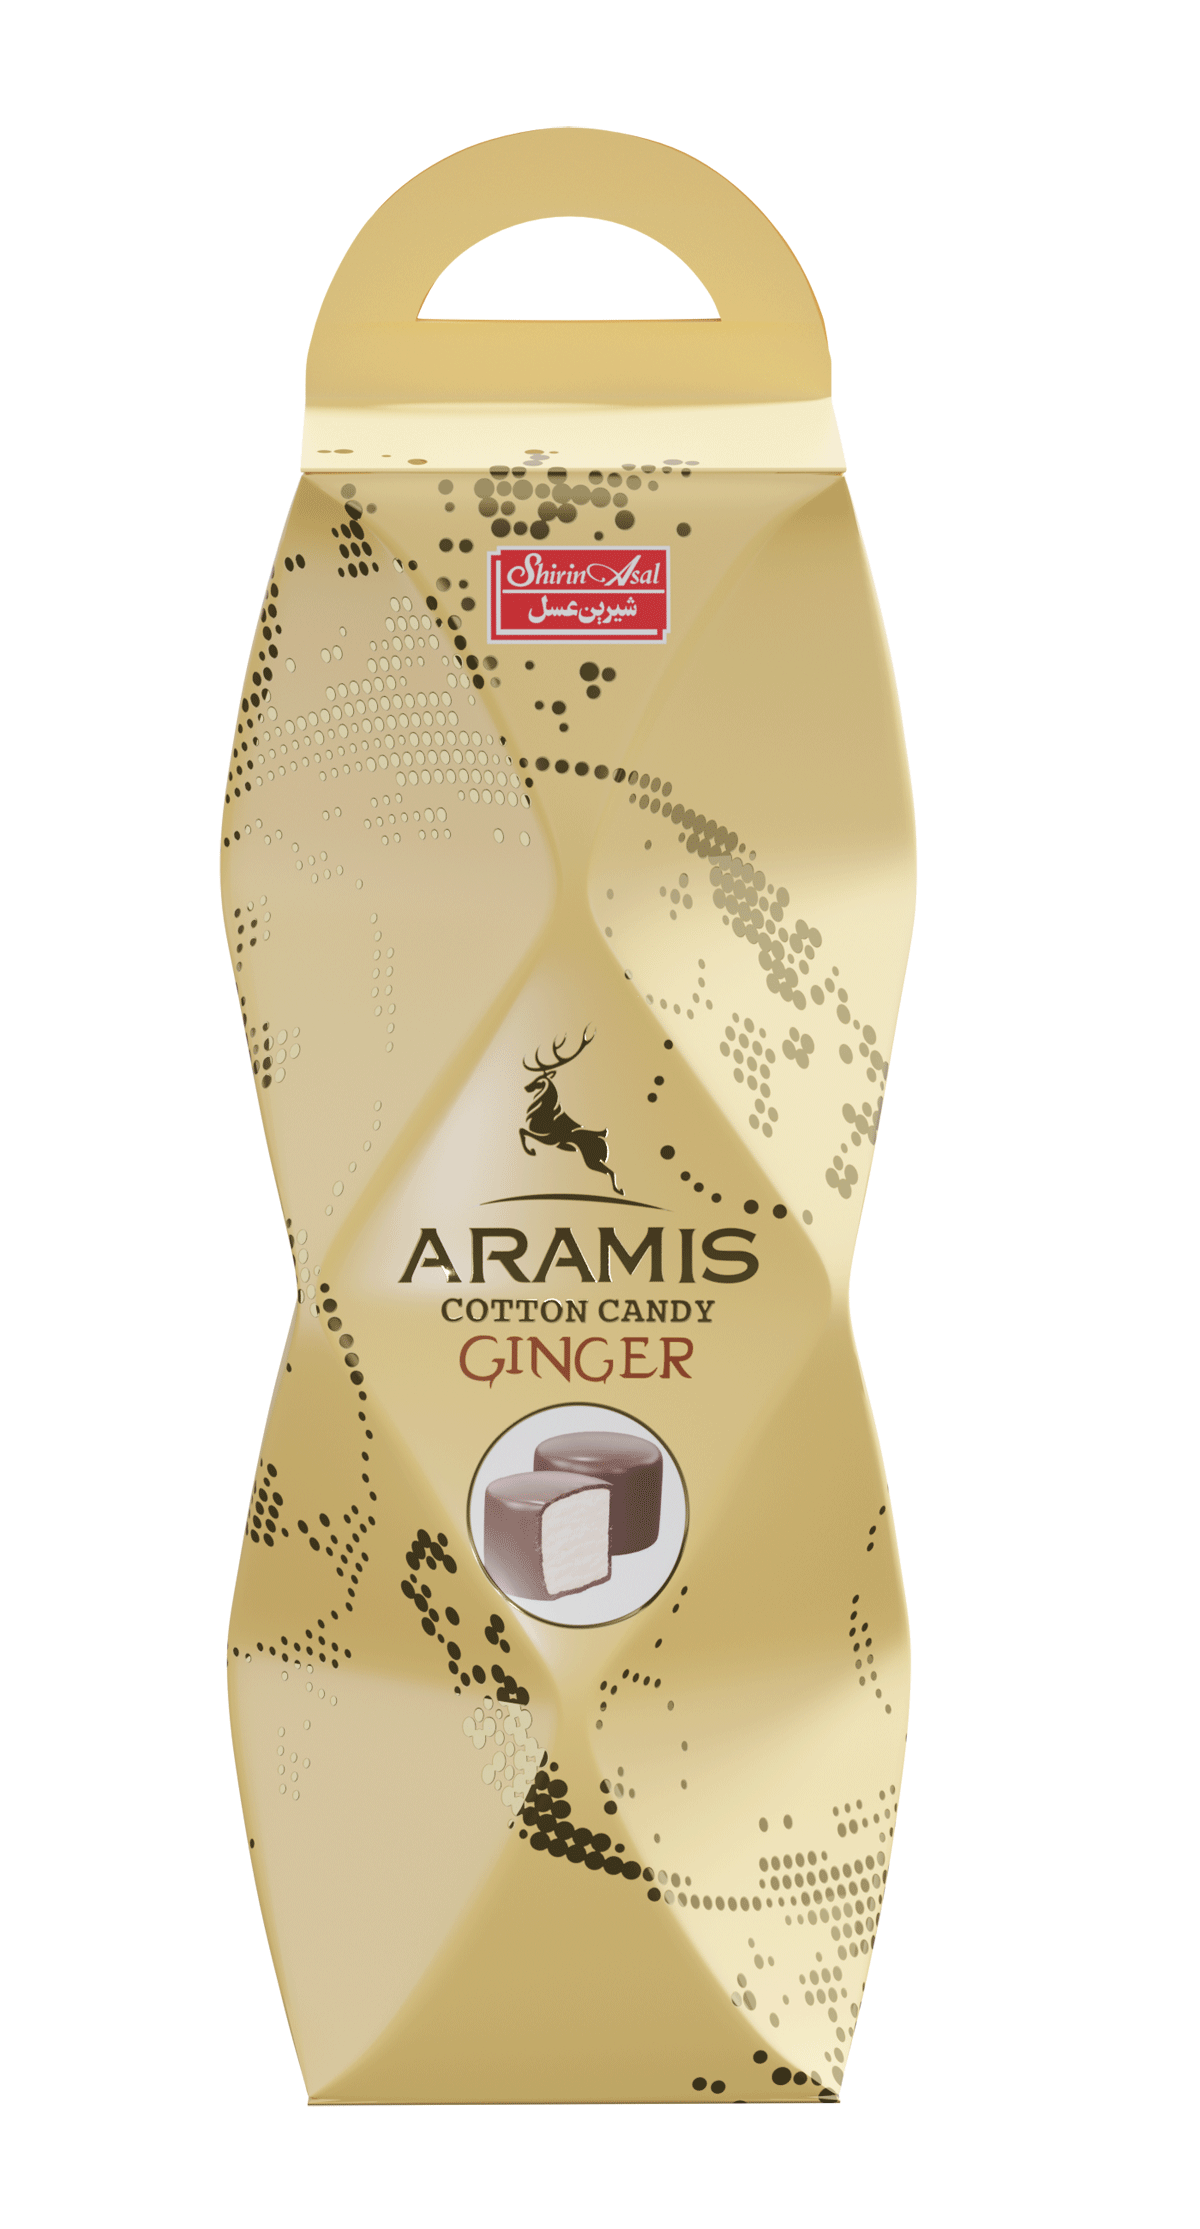 Shirin Asal
شیرین عسل
ARAMIS
COTTON CANDY
GINGER